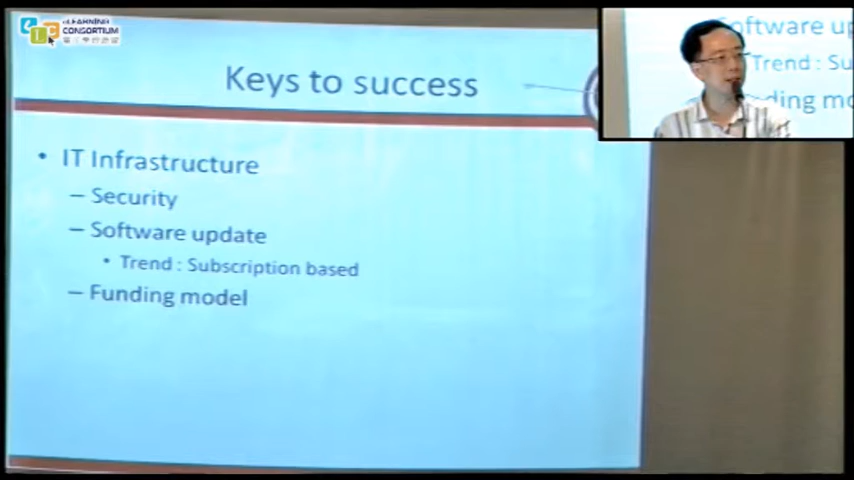 eLEARNING
CONSORTIUM
Keys to success
• IT Infrastructure
– Security
– Software update
• Trend : Subscription based
– Funding model
Software up
Trend : Su
ding mo